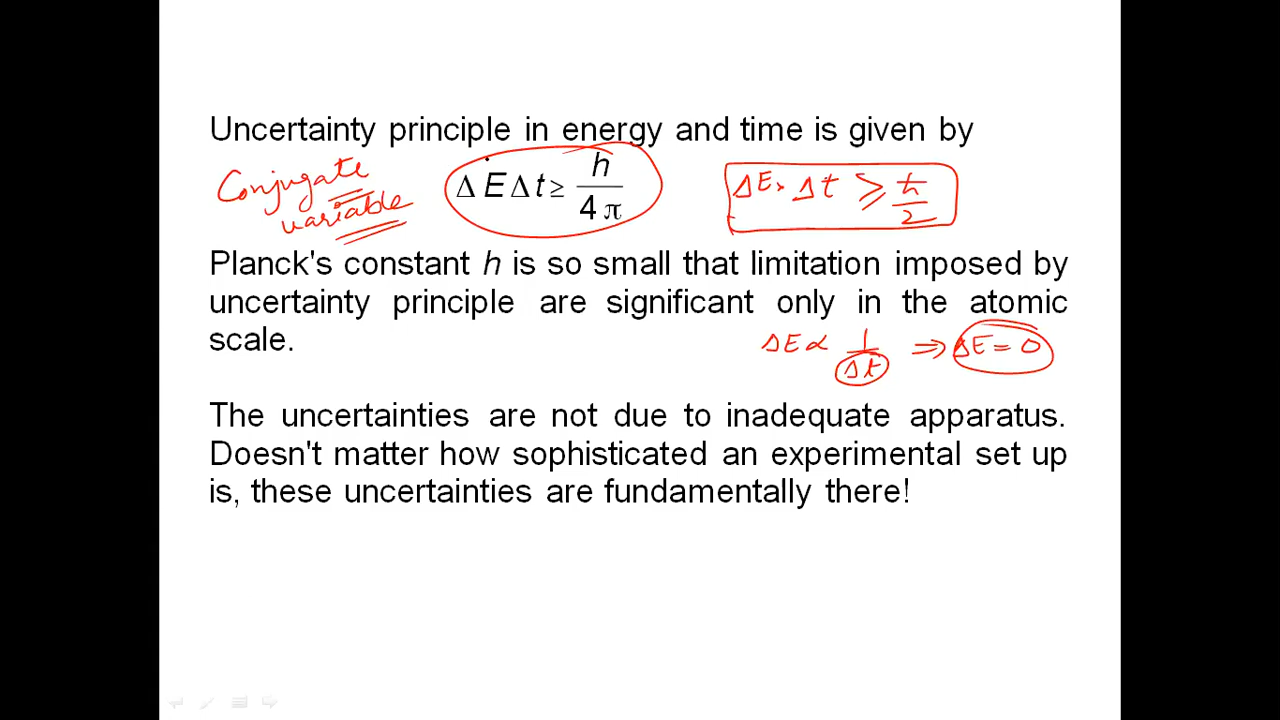 Uncertainty principle in energy and time is given by
Conjugate
variable
Δ E Δ t ≥ h / 4 π
ΔE · Δt ≥ ħ / 2
Planck's constant h is so small that limitation imposed by
uncertainty principle are significant only in the atomic
scale.
ΔE ∝ 1 / Δt ⇒ ΔE = 0
The uncertainties are not due to inadequate apparatus.
Doesn't matter how sophisticated an experimental set up
is, these uncertainties are fundamentally there!